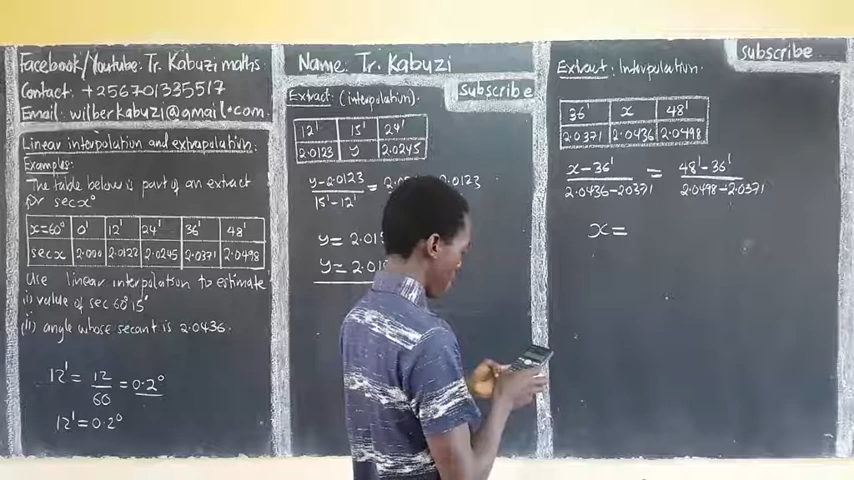 Facebook/Youtube: Tr. Kabuzi maths.
Contact: +256701335517
Email: wilberkabuzi@gmail.com.
Linear interpolation and extrapolation:
Examples:
The table below is part of an extract
for sec x°
x=60° 0' 12' 24' 36' 48'
sec x 2.000 2.0122 2.0245 2.0371 2.0498
Use linear interpolation to estimate
(i) value of sec 60°15'
(ii) angle whose secant is 2.0436.
12' = 12/60 = 0.2°
12' = 0.2°
Name: Tr. Kabuzi
subscribe
Extract: (interpolation).
12' 15' 24'
2.0123 y 2.0245
y-2.0123 / 15'-12' = 2.0 2.0123
y= 2.01
y= 2.01
subscribe
Extract: Interpolation.
36' x 48'
2.0371 2.0436 2.0498
x-36' / 2.0436-20371 = 48'-36' / 2.0498-2.0371
x=